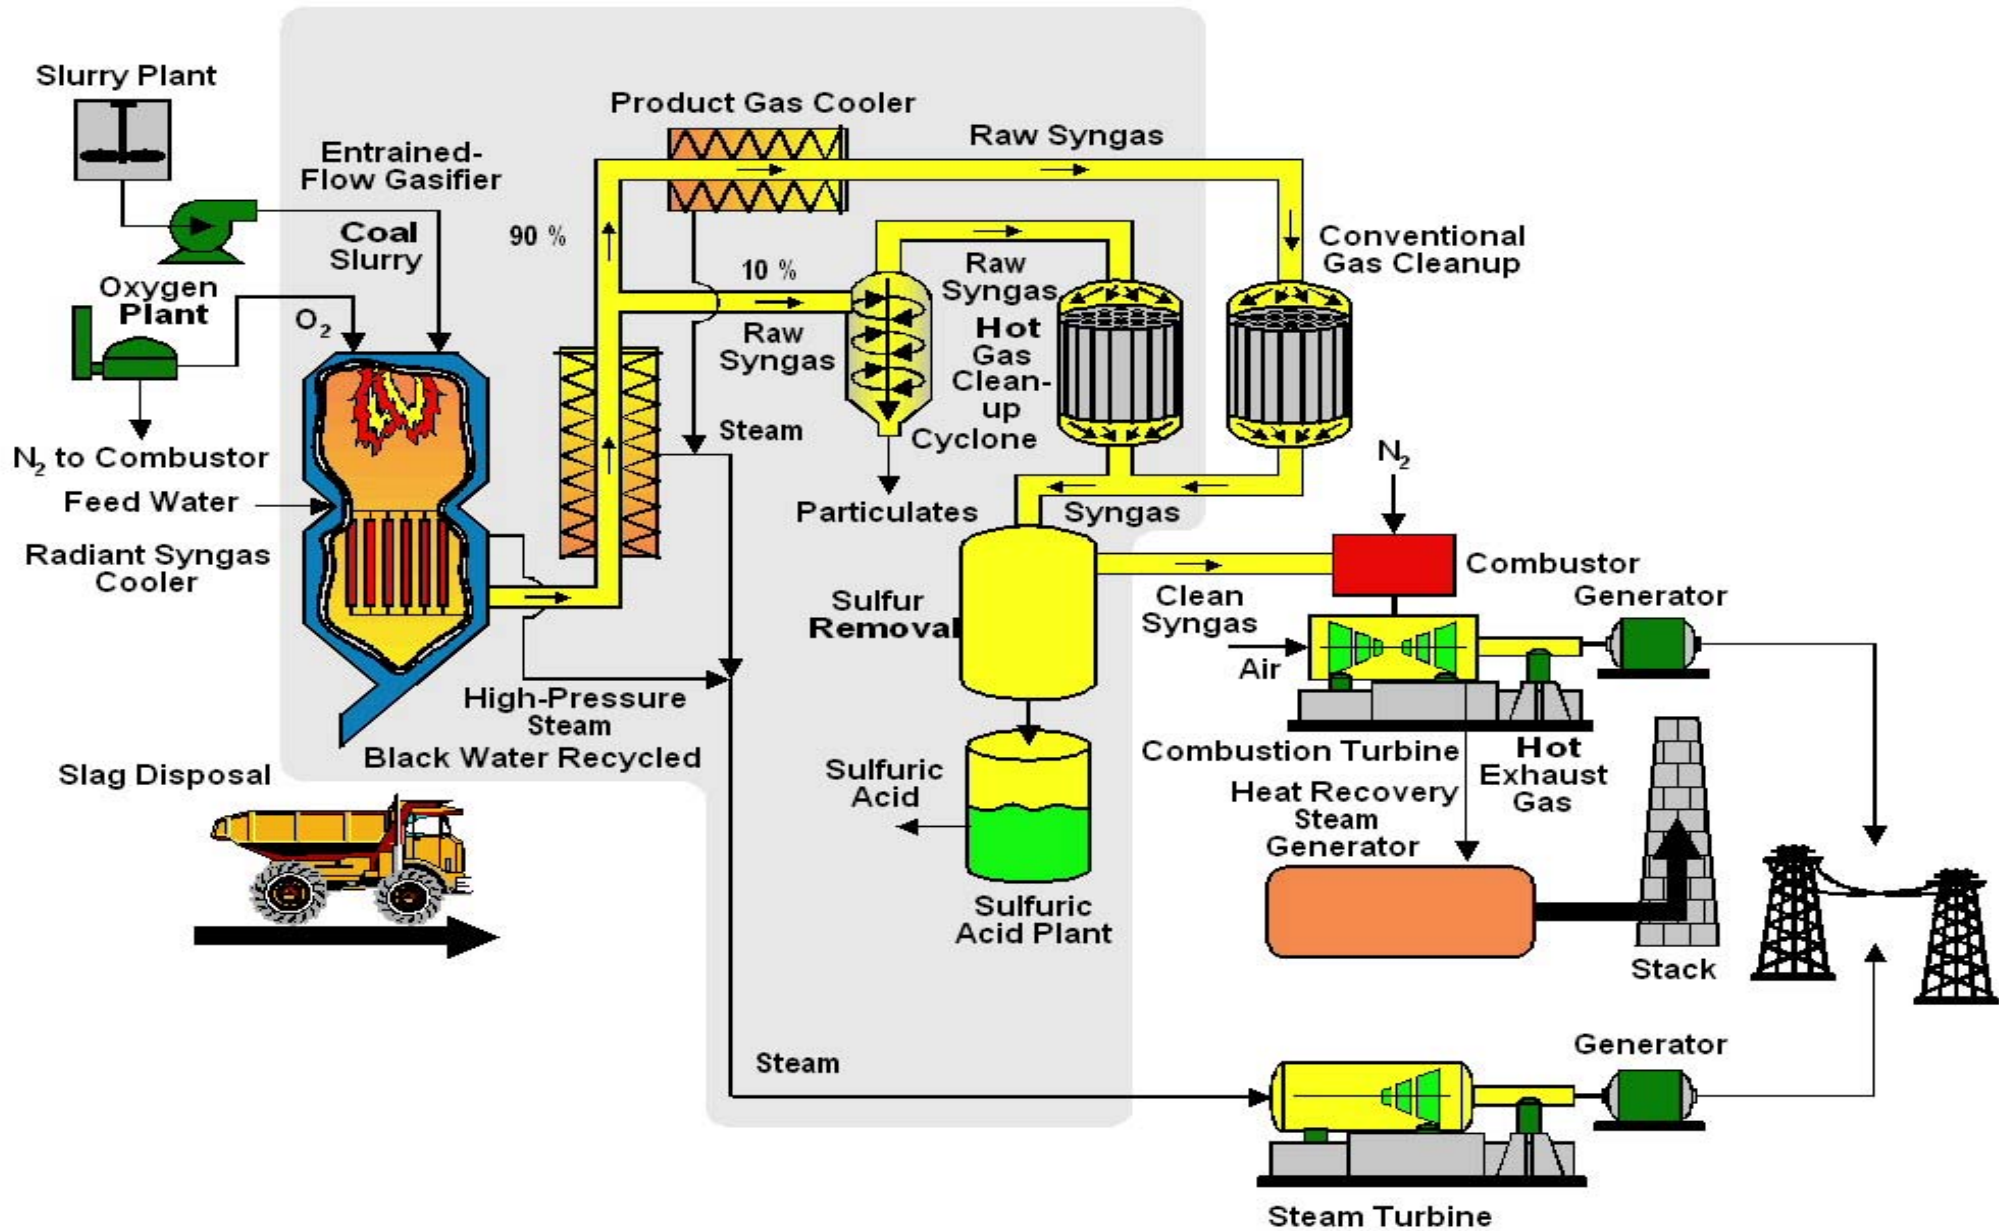 Slurry Plant
Product Gas Cooler
Raw Syngas
Entrained-
Flow Gasifier
Coal
Slurry
90 %
10 %
Raw
Syngas
Conventional
Gas Cleanup
Oxygen
Plant
O2
Raw
Syngas
Hot
Gas
Clean-
up
Cyclone
Steam
N2 to Combustor
Feed Water
Radiant Syngas
Cooler
Particulates
Syngas
N2
Combustor
Generator
Sulfur
Removal
Clean
Syngas
Air
High-Pressure
Steam
Black Water Recycled
Slag Disposal
Sulfuric
Acid
Combustion Turbine
Hot
Exhaust
Gas
Heat Recovery
Steam
Generator
Sulfuric
Acid Plant
Stack
Steam
Generator
Steam Turbine